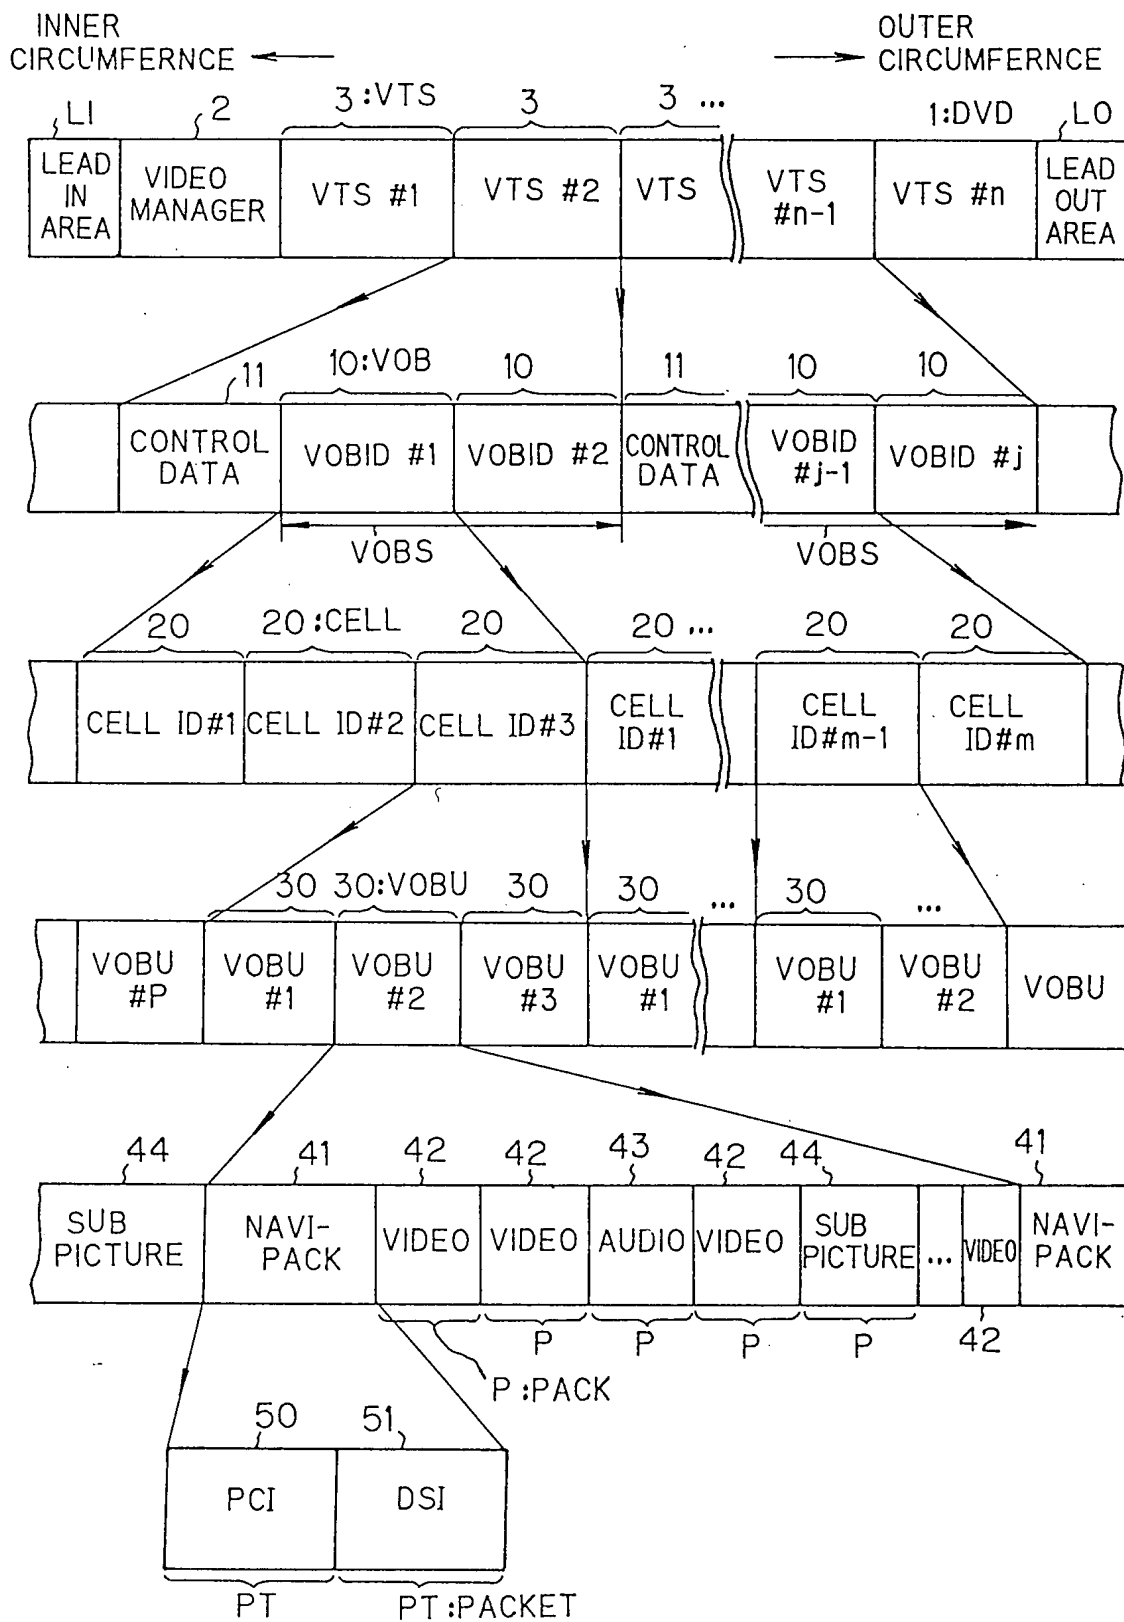 INNER
CIRCUMFERNCE
OUTER
CIRCUMFERENCE
LI
2
3:VTS
3
3 ...
1:DVD
LO
LEAD
IN
AREA
VIDEO
MANAGER
VTS #1
VTS #2
VTS
VTS
#n-1
VTS #n
LEAD
OUT
AREA
11
10:VOB
10
11
10
10
CONTROL
DATA
VOBID #1
VOBID #2
CONTROL
DATA
VOBID
#j-1
VOBID #j
VOBS
VOBS
20
20:CELL
20
20 ...
20
20
CELL ID#1
CELL ID#2
CELL ID#3
CELL
ID#1
CELL
ID#m-1
CELL
ID#m
30
30:VOBU
30
30
...
30
...
VOBU
#P
VOBU
#1
VOBU
#2
VOBU
#3
VOBU
#1
VOBU
#1
VOBU
#2
VOBU
44
41
42
42
43
42
44
41
SUB
PICTURE
NAVI-
PACK
VIDEO
VIDEO
AUDIO
VIDEO
SUB
PICTURE
...
VIDEO
NAVI-
PACK
P
P
P
P
42
P:PACK
50
51
PCI
DSI
PT
PT:PACKET